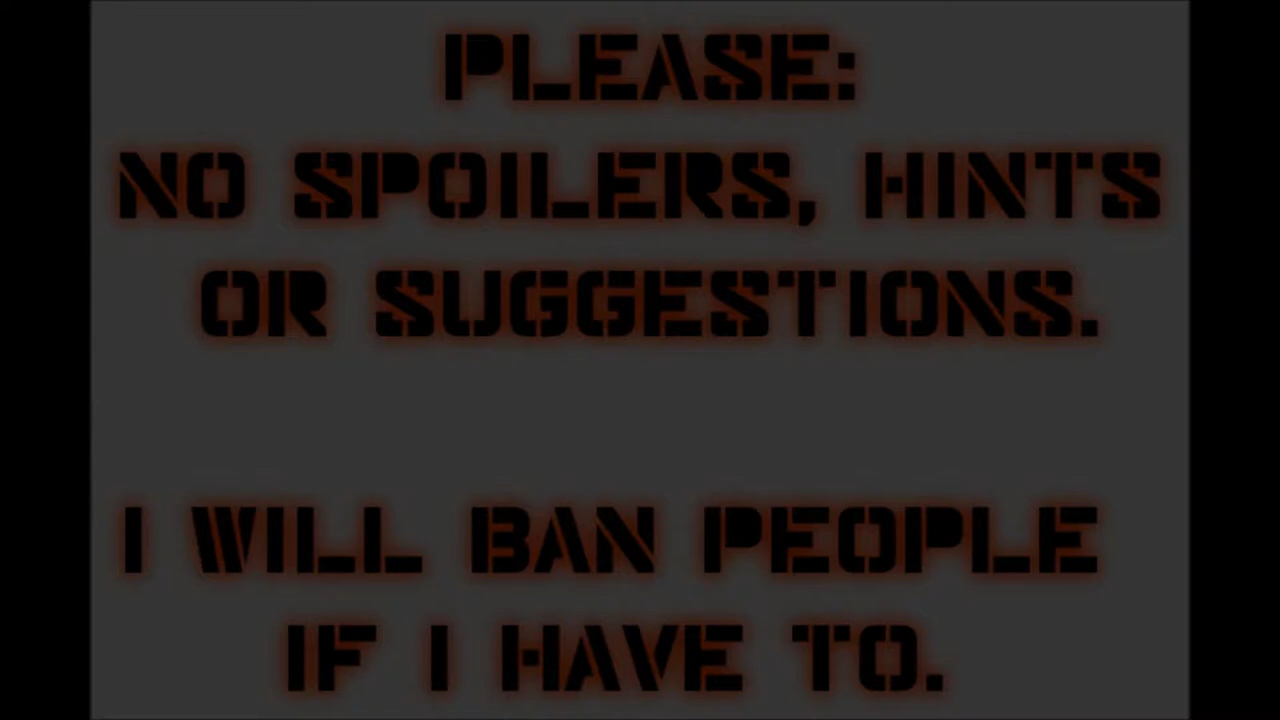 PLEASE:
NO SPOILERS, HINTS
OR SUGGESTIONS.
I WILL BAN PEOPLE
IF I HAVE TO.